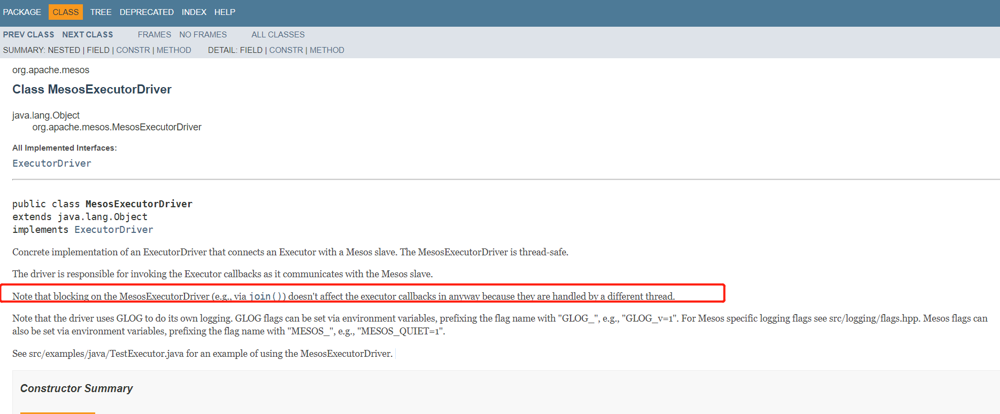 PACKAGE CLASS TREE DEPRECATED INDEX HELP
PREV CLASS NEXT CLASS FRAMES NO FRAMES ALL CLASSES
SUMMARY: NESTED | FIELD | CONSTR | METHOD DETAIL: FIELD | CONSTR | METHOD
org.apache.mesos
Class MesosExecutorDriver
java.lang.Object
org.apache.mesos.MesosExecutorDriver
All Implemented Interfaces:
ExecutorDriver
public class MesosExecutorDriver
extends java.lang.Object
implements ExecutorDriver
Concrete implementation of an ExecutorDriver that connects an Executor with a Mesos slave. The MesosExecutorDriver is thread-safe.
The driver is responsible for invoking the Executor callbacks as it communicates with the Mesos slave.
Note that blocking on the MesosExecutorDriver (e.g., via join()) doesn't affect the executor callbacks in anyway because they are handled by a different thread.
Note that the driver uses GLOG to do its own logging. GLOG flags can be set via environment variables, prefixing the flag name with "GLOG_", e.g., "GLOG_v=1". For Mesos specific logging flags see src/logging/flags.hpp. Mesos flags can
also be set via environment variables, prefixing the flag name with "MESOS_", e.g., "MESOS_QUIET=1".
See src/examples/java/TestExecutor.java for an example of using the MesosExecutorDriver.
Constructor Summary